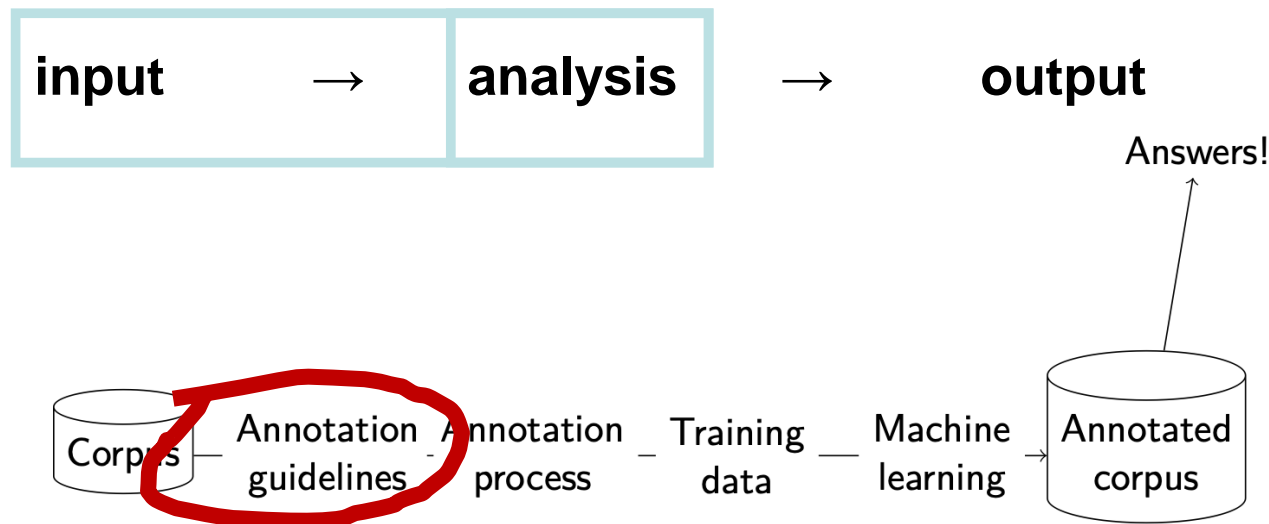 input → analysis → output
Answers!
Corpus — Annotation guidelines - Annotation process – Training data — Machine learning → Annotated corpus